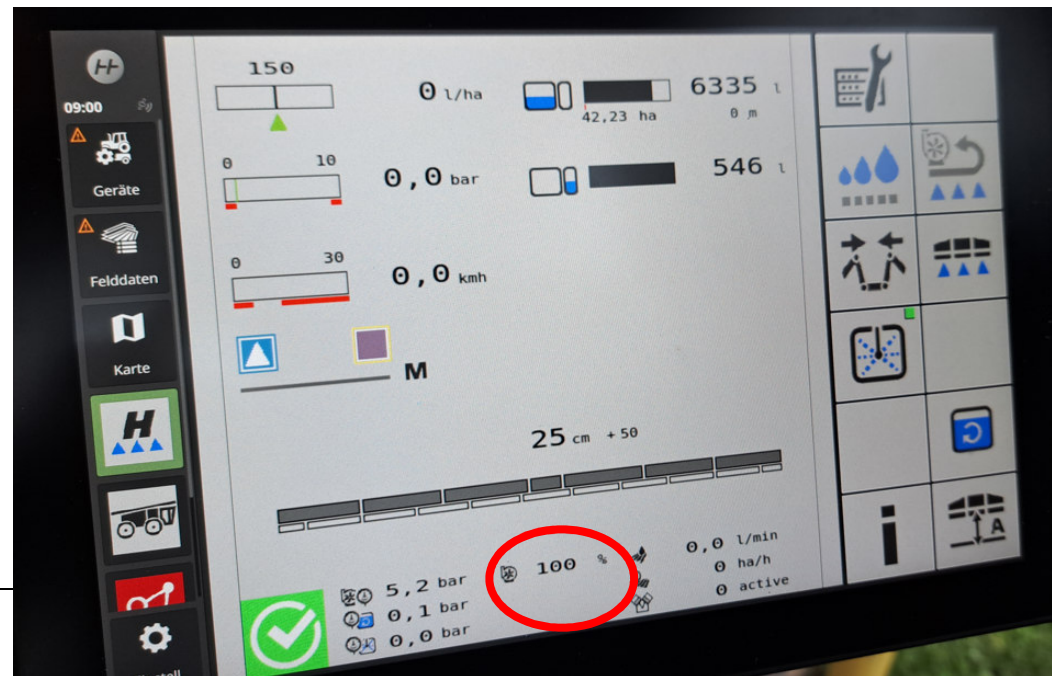 09:00
Geräte
Felddaten
Karte
H
150
0 l/ha
6335 l
42,23 ha
0 m
0 10
0,0 bar
546 l
0 30
0,0 kmh
M
25 cm +50
5,2 bar
0,1 bar
0,0 bar
100 %
0,0 l/min
0 ha/h
0 active
i
A